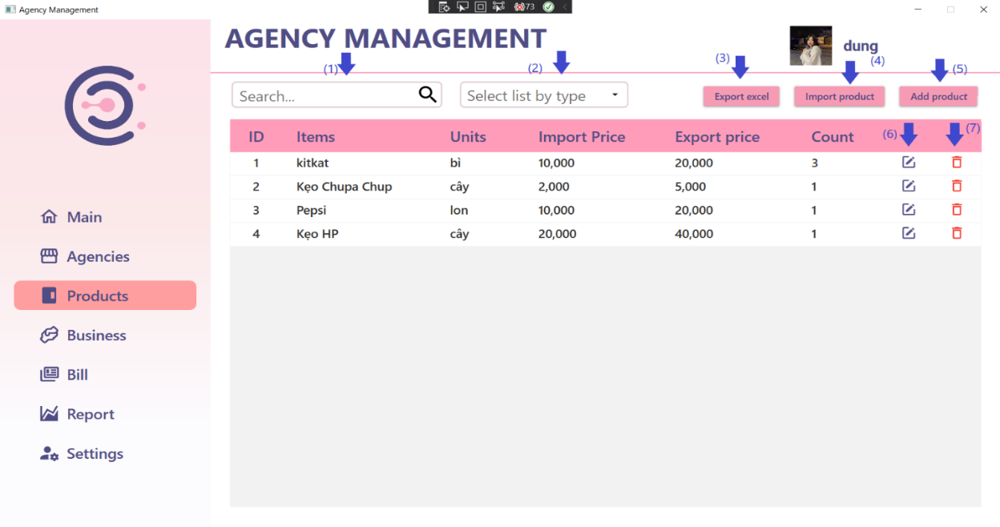 Agency Management
73
AGENCY MANAGEMENT
dung
(1)
(2)
(3)
(4)
(5)
Search...
Select list by type
Export excel
Import product
Add product
ID Items Units Import Price Export price Count (6) (7)
1 kitkat bì 10,000 20,000 3
2 Kẹo Chupa Chup cây 2,000 5,000 1
3 Pepsi lon 10,000 20,000 1
4 Kẹo HP cây 20,000 40,000 1
Main
Agencies
Products
Business
Bill
Report
Settings